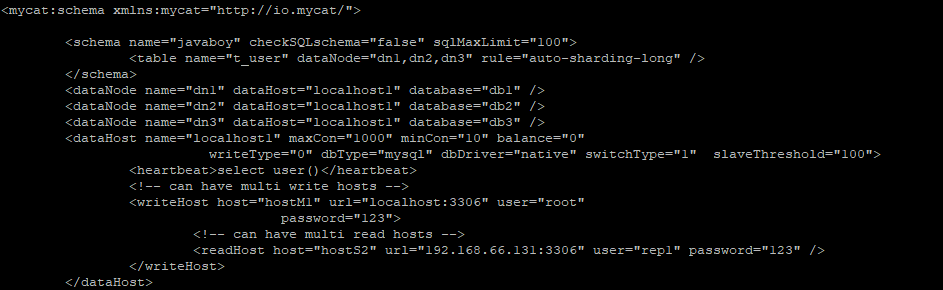 <mycat:schema xmlns:mycat="http://io.mycat/">
<schema name="javaboy" checkSQLschema="false" sqlMaxLimit="100">
<table name="t_user" dataNode="dn1,dn2,dn3" rule="auto-sharding-long" />
</schema>
<dataNode name="dn1" dataHost="localhost1" database="db1" />
<dataNode name="dn2" dataHost="localhost1" database="db2" />
<dataNode name="dn3" dataHost="localhost1" database="db3" />
<dataHost name="localhost1" maxCon="1000" minCon="10" balance="0"
writeType="0" dbType="mysql" dbDriver="native" switchType="1"  slaveThreshold="100">
<heartbeat>select user()</heartbeat>
<!-- can have multi write hosts -->
<writeHost host="hostM1" url="localhost:3306" user="root"
password="123">
<!-- can have multi read hosts -->
<readHost host="hostS2" url="192.168.66.131:3306" user="rep1" password="123" />
</writeHost>
</dataHost>